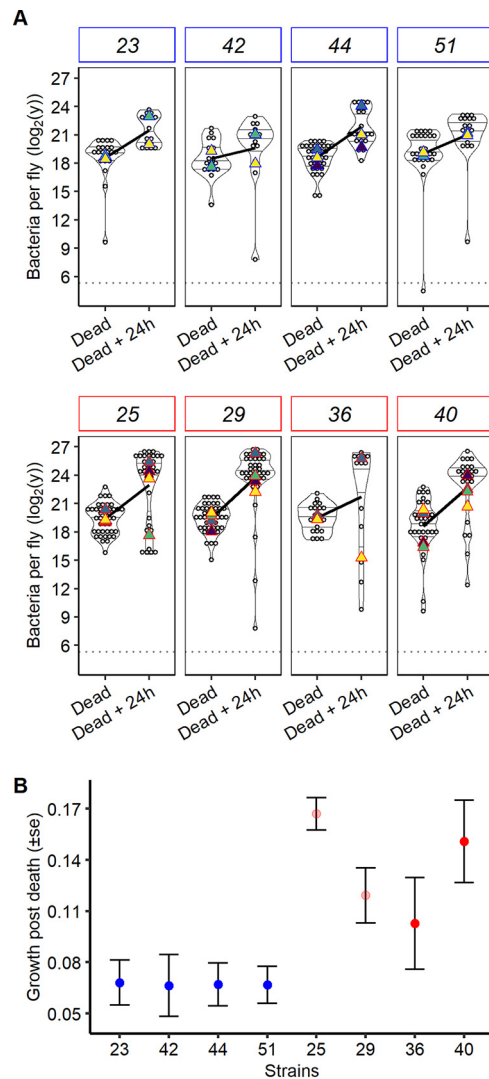 A
23 42 44 51
Bacteria per fly (log2(y))
27
24
21
18
15
12
9
6
Dead Dead + 24h Dead Dead + 24h Dead Dead + 24h Dead Dead + 24h
25 29 36 40
Bacteria per fly (log2(y))
27
24
21
18
15
12
9
6
Dead Dead + 24h Dead Dead + 24h Dead Dead + 24h Dead Dead + 24h
B
Growth post death (±se)
0.17
0.14
0.11
0.08
0.05
23 42 44 51 25 29 36 40
Strains